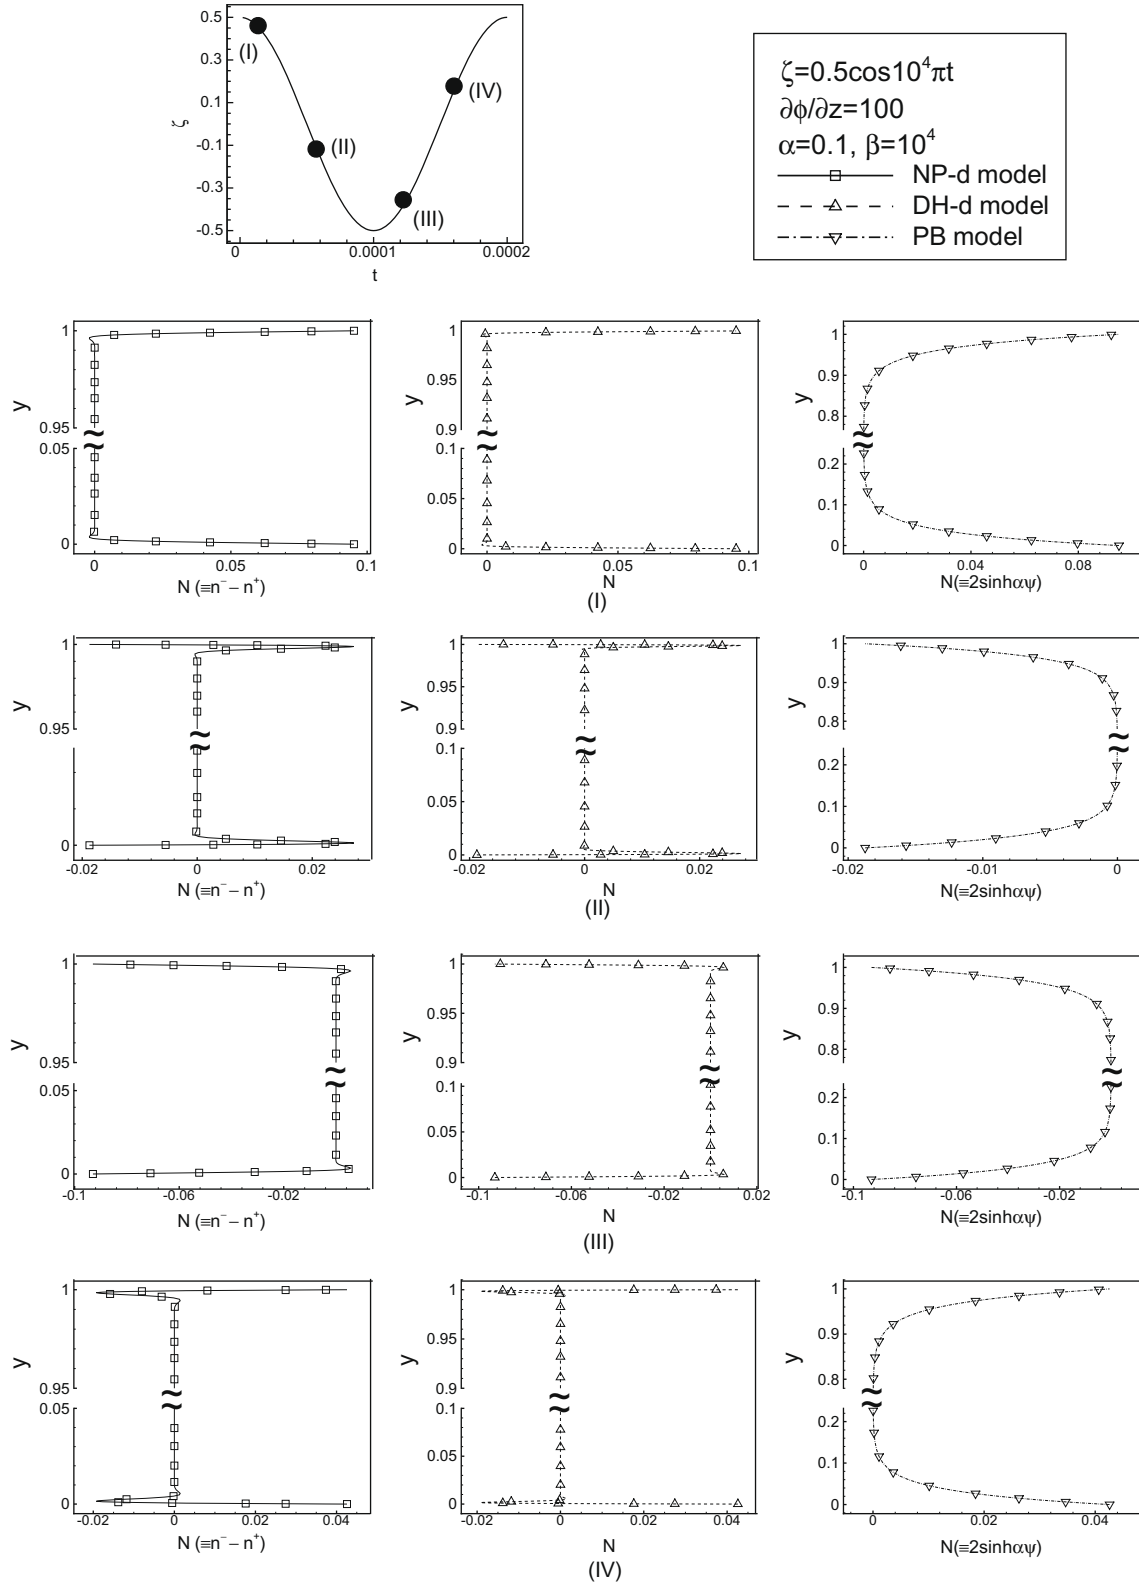 0.5
0.3
0.1
-0.1
-0.3
-0.5
ζ
(I)
(II)
(III)
(IV)
0 0.0001 0.0002
t
ζ=0.5cos10⁴πt
∂ϕ/∂z=100
α=0.1, β=10⁴
NP-d model
DH-d model
PB model
1
0.95
0.05
0
y
0 0.05 0.1
N (≡n⁻ – n⁺)
1
0.95
0.9
0.1
0.05
0
y
0 0.05 0.1
N
1
0.9
0.8
0.2
0.1
0
y
0 0.04 0.08
N(≡2sinhαψ)
(I)
1
0.95
0.05
0
y
-0.02 0 0.02
N (≡n⁻ – n⁺)
1
0.95
0.9
0.1
0.05
0
y
-0.02 0 0.02
N
1
0.9
0.8
0.2
0.1
0
y
-0.02 -0.01 0
N(≡2sinhαψ)
(II)
1
0.95
0.05
0
y
-0.1 -0.06 -0.02
N (≡n⁻ – n⁺)
1
0.95
0.9
0.1
0.05
0
y
-0.1 -0.06 -0.02 0.02
N
1
0.9
0.8
0.2
0.1
0
y
-0.1 -0.06 -0.02
N(≡2sinhαψ)
(III)
1
0.95
0.05
0
y
-0.02 0 0.02 0.04
N (≡n⁻ – n⁺)
1
0.95
0.9
0.1
0.05
0
y
-0.02 0 0.02 0.04
N
1
0.9
0.8
0.2
0.1
0
y
0 0.02 0.04
N(≡2sinhαψ)
(IV)